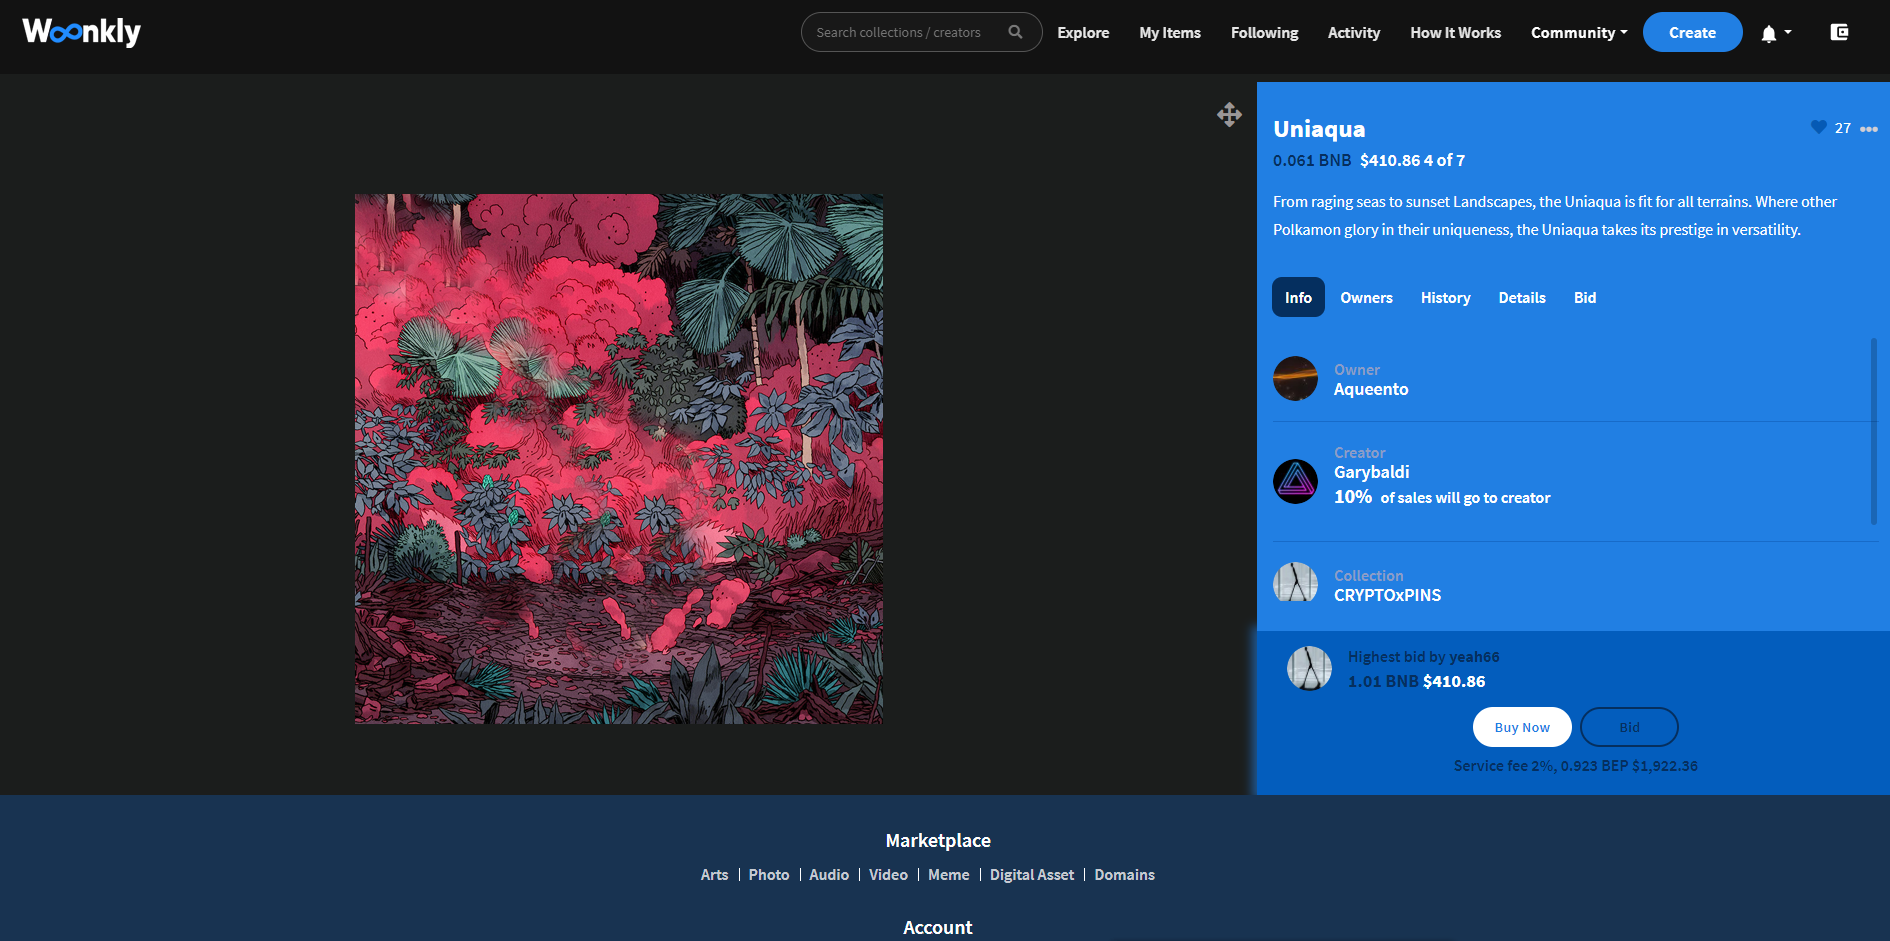 Woonkly
Search collections / creators
Explore
My Items
Following
Activity
How It Works
Community
Create
Uniaqua
27
0.061 BNB $410.86 4 of 7
From raging seas to sunset Landscapes, the Uniaqua is fit for all terrains. Where other
Polkamon glory in their uniqueness, the Uniaqua takes its prestige in versatility.
Info
Owners
History
Details
Bid
Owner
Aqueento
Creator
Garybaldi
10% of sales will go to creator
Collection
CRYPTOxPINS
Highest bid by yeah66
1.01 BNB $410.86
Buy Now
Bid
Service fee 2%, 0.923 BEP $1,922.36
Marketplace
Arts | Photo | Audio | Video | Meme | Digital Asset | Domains
Account